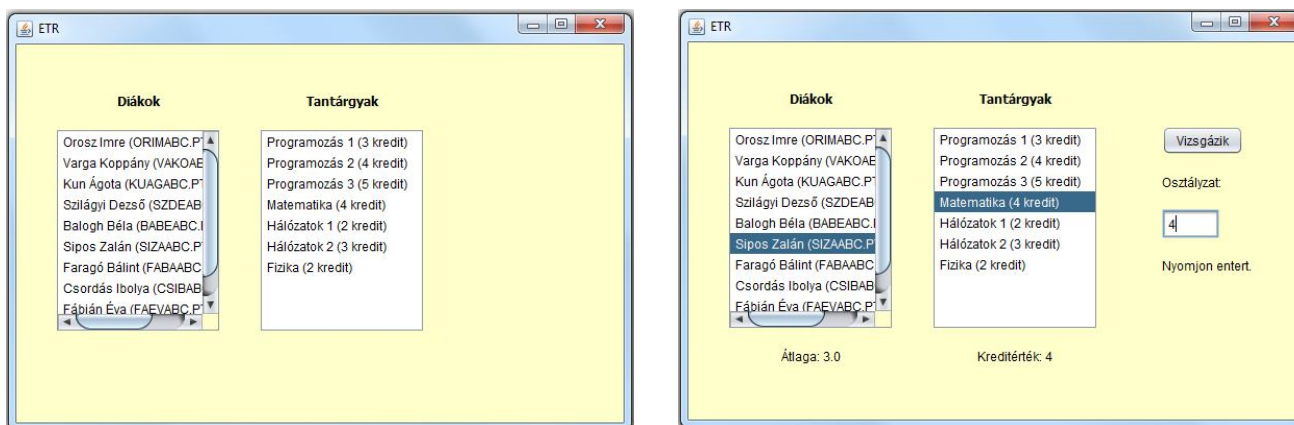 ETR
Diákok
Orosz Imre (ORIMABC.PT
Varga Koppány (VAKOAE
Kun Ágota (KUAGABC.PT
Szilágyi Dezső (SZDEAB
Balogh Béla (BABEABC.
Sipos Zalán (SIZAABC.P
Faragó Bálint (FABAABC
Csordás Ibolya (CSIBAB
Fábián Éva (FAEVABC.PT
Tantárgyak
Programozás 1 (3 kredit)
Programozás 2 (4 kredit)
Programozás 3 (5 kredit)
Matematika (4 kredit)
Hálózatok 1 (2 kredit)
Hálózatok 2 (3 kredit)
Fizika (2 kredit)
ETR
Diákok
Orosz Imre (ORIMABC.P
Varga Koppány (VAKOAE
Kun Ágota (KUAGABC.PT
Szilágyi Dezső (SZDEAB
Balogh Béla (BABEABC.
Sipos Zalán (SIZAABC.P
Faragó Bálint (FABAABC
Csordás Ibolya (CSIBAB
Fábián Éva (FAEVABC.PT
Átlaga: 3.0
Tantárgyak
Programozás 1 (3 kredit)
Programozás 2 (4 kredit)
Programozás 3 (5 kredit)
Matematika (4 kredit)
Hálózatok 1 (2 kredit)
Hálózatok 2 (3 kredit)
Fizika (2 kredit)
Kreditérték: 4
Vizsgázik
Osztályzat:
4
Nyomjon entert.